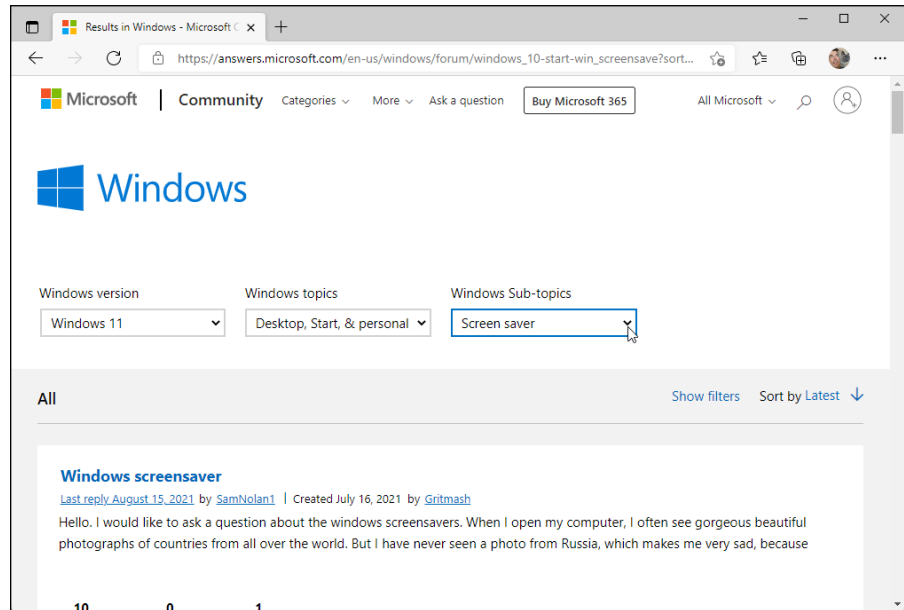 Results in Windows - Microsoft C
https://answers.microsoft.com/en-us/windows/forum/windows_10-start-win_screensave?sort...
Microsoft | Community Categories More Ask a question Buy Microsoft 365 All Microsoft
Windows
Windows version Windows topics Windows Sub-topics
Windows 11 Desktop, Start, & personal Screen saver
All Show filters Sort by Latest
Windows screensaver
Last reply August 15, 2021 by SamNolan1 | Created July 16, 2021 by Gritmash
Hello. I would like to ask a question about the windows screensavers. When I open my computer, I often see gorgeous beautiful
photographs of countries from all over the world. But I have never seen a photo from Russia, which makes me very sad, because
10 0 1